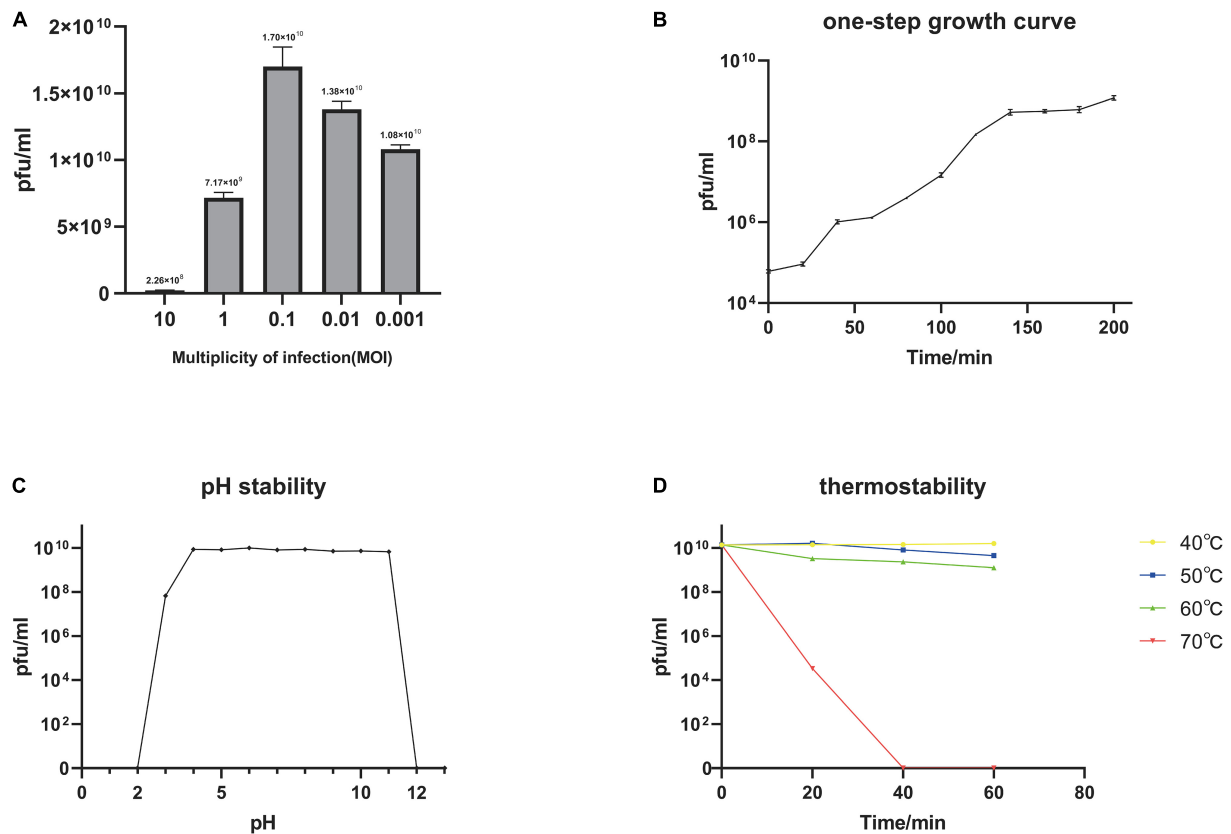 A
2×10¹⁰
1.5×10¹⁰
1×10¹⁰
5×10⁹
0
pfu/ml
2.26×10⁸
7.17×10⁹
1.70×10¹⁰
1.38×10¹⁰
1.08×10¹⁰
10 1 0.1 0.01 0.001
Multiplicity of infection(MOI)
B
one-step growth curve
10¹⁰
10⁸
10⁶
10⁴
pfu/ml
0 50 100 150 200
Time/min
C
pH stability
10¹⁰
10⁸
10⁶
10⁴
10²
0
pfu/ml
0 2 5 10 12
pH
D
thermostability
10¹⁰
10⁸
10⁶
10⁴
10²
0
pfu/ml
0 20 40 60 80
Time/min
40℃
50℃
60℃
70℃